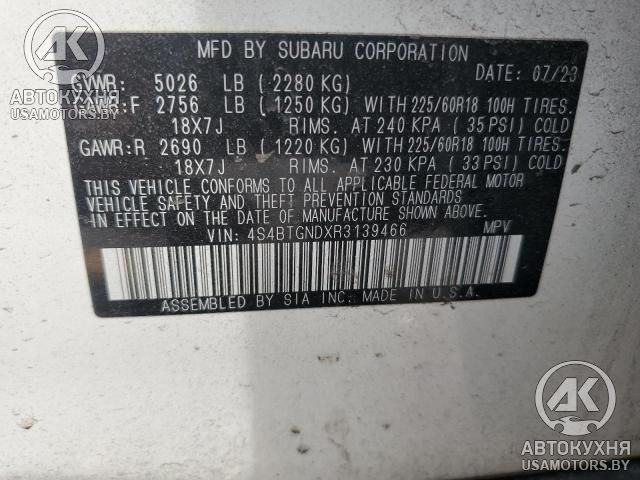 MFD BY SUBARU CORPORATION
DATE: 07/23
GVWR: 5026 LB (2280 KG)
GAWR:F 2756 LB (1250 KG) WITH 225/60R18 100H TIRES.
18X7J RIMS. AT 240 KPA (35 PSI) COLD
GAWR:R 2690 LB (1220 KG) WITH 225/60R18 100H TIRES.
18X7J RIMS. AT 230 KPA (33 PSI) COLD
THIS VEHICLE CONFORMS TO ALL APPLICABLE FEDERAL MOTOR
VEHICLE SAFETY AND THEFT PREVENTION STANDARDS
IN EFFECT ON THE DATE OF MANUFACTURE SHOWN ABOVE.
VIN: 4S4BTGNDXR3139466 MPV
ASSEMBLED BY SIA INC. MADE IN U.S.A.
АК
АВТОКУХНЯ
USAMOTORS.BY
АК
АВТОКУХНЯ
USAMOTORS.BY